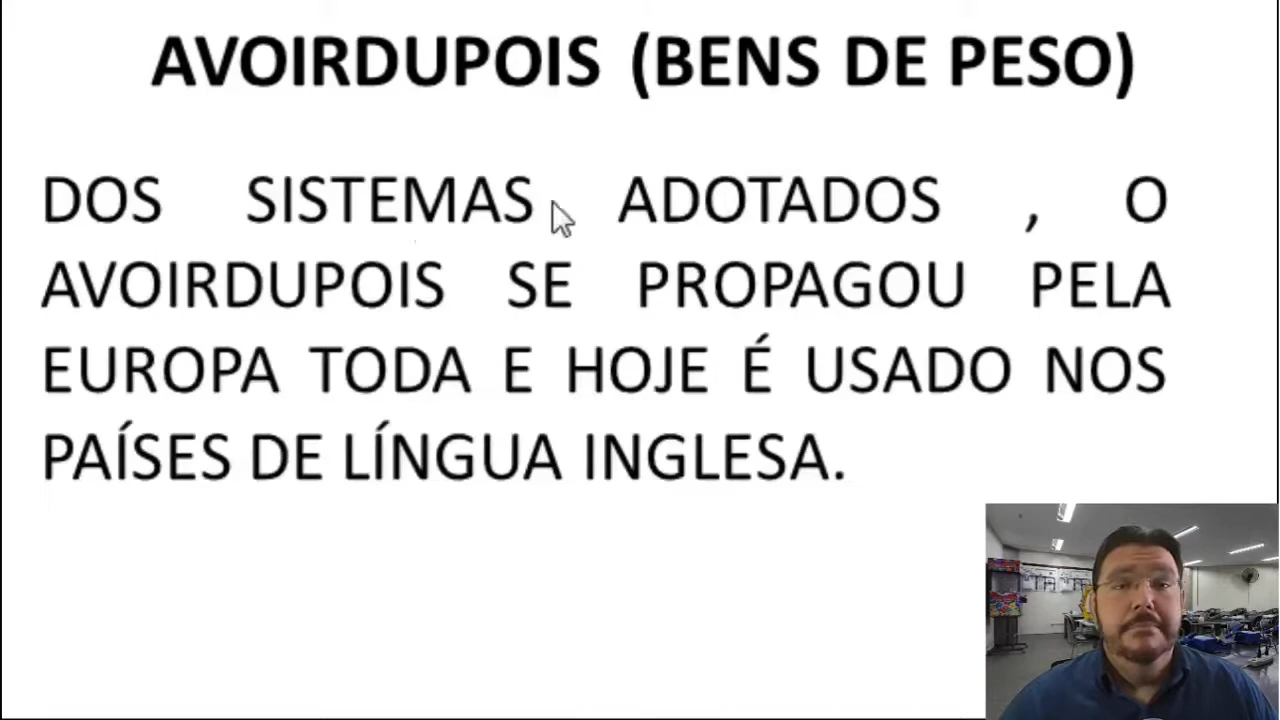 AVOIRDUPOIS (BENS DE PESO)
DOS SISTEMAS ADOTADOS , O
AVOIRDUPOIS SE PROPAGOU PELA
EUROPA TODA E HOJE É USADO NOS
PAÍSES DE LÍNGUA INGLESA.